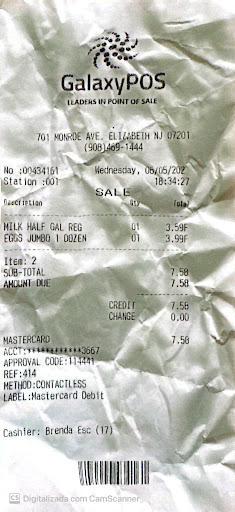 GalaxyPOS
LEADERS IN POINT OF SALE
701 MONROE AVE, ELIZABETH NJ 07201
(908)469-1444
No :00434161 Wednesday, 06/05/202
Station :001 18:34:27
SALE
Description Qty Total
MILK HALF GAL REG 01 3.59F
EGGS JUMBO 1 DOZEN 01 3.99F
Item: 2
SUB-TOTAL 7.58
AMOUNT DUE 7.58
CREDIT 7.58
CHANGE 0.00
MASTERCARD 7.58
ACCT:************3667
APPROVAL CODE:114441
REF:414
METHOD:CONTACTLESS
LABEL:Mastercard Debit
Cashier: Brenda Esc (17)
CS Digitalizada com CamScanner